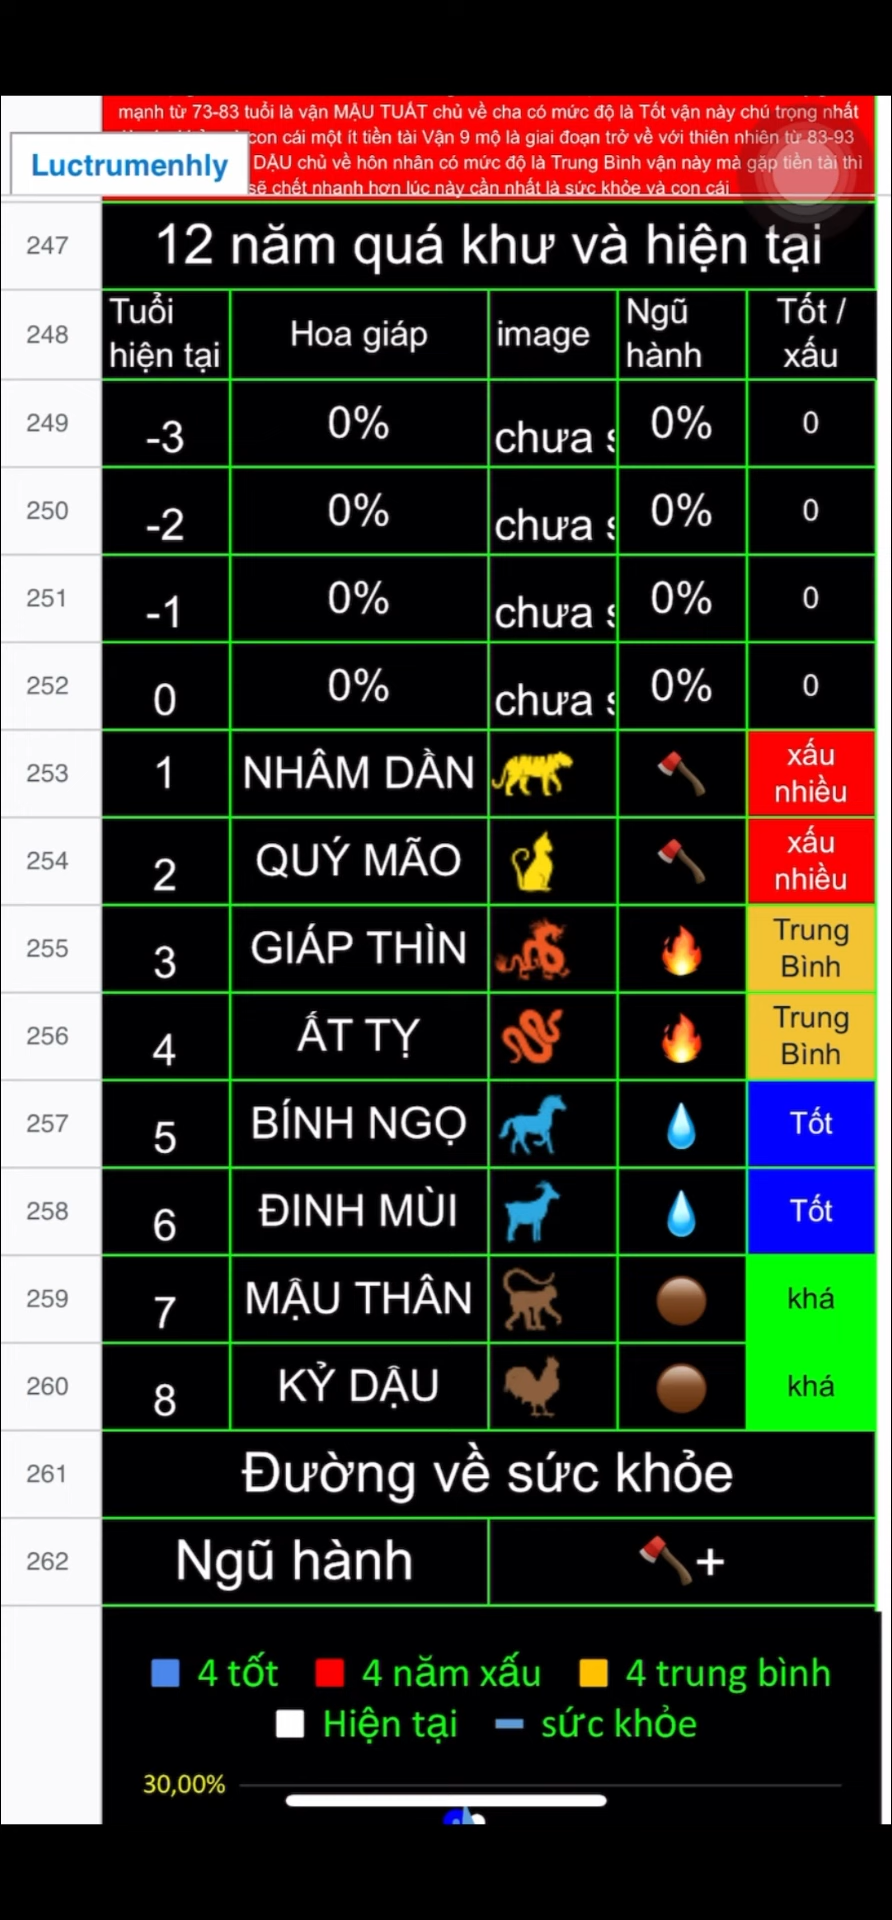 mạnh từ 73-83 tuổi là vận MẬU TUẤT chủ về cha có mức độ là Tốt vận này chú trọng nhất
con cái một ít tiền tài Vận 9 mộ là giai đoạn trở về với thiên nhiên từ 83-93
Luctrumenhly
DẬU chủ về hôn nhân có mức độ là Trung Bình vận này mà gặp tiền tài thì
sẽ chết nhanh hơn lúc này cần nhất là sức khỏe và con cái
247 12 năm quá khư và hiện tại
248 Tuổi hiện tại Hoa giáp image Ngũ hành Tốt / xấu
249 -3 0% chưa s 0% 0
250 -2 0% chưa s 0% 0
251 -1 0% chưa s 0% 0
252 0 0% chưa s 0% 0
253 1 NHÂM DẦN xấu nhiều
254 2 QUÝ MÃO xấu nhiều
255 3 GIÁP THÌN Trung Bình
256 4 ẤT TỴ Trung Bình
257 5 BÍNH NGỌ Tốt
258 6 ĐINH MÙI Tốt
259 7 MẬU THÂN khá
260 8 KỶ DẬU khá
261 Đường về sức khỏe
262 Ngũ hành +
4 tốt 4 năm xấu 4 trung bình
Hiện tại sức khỏe
30,00%